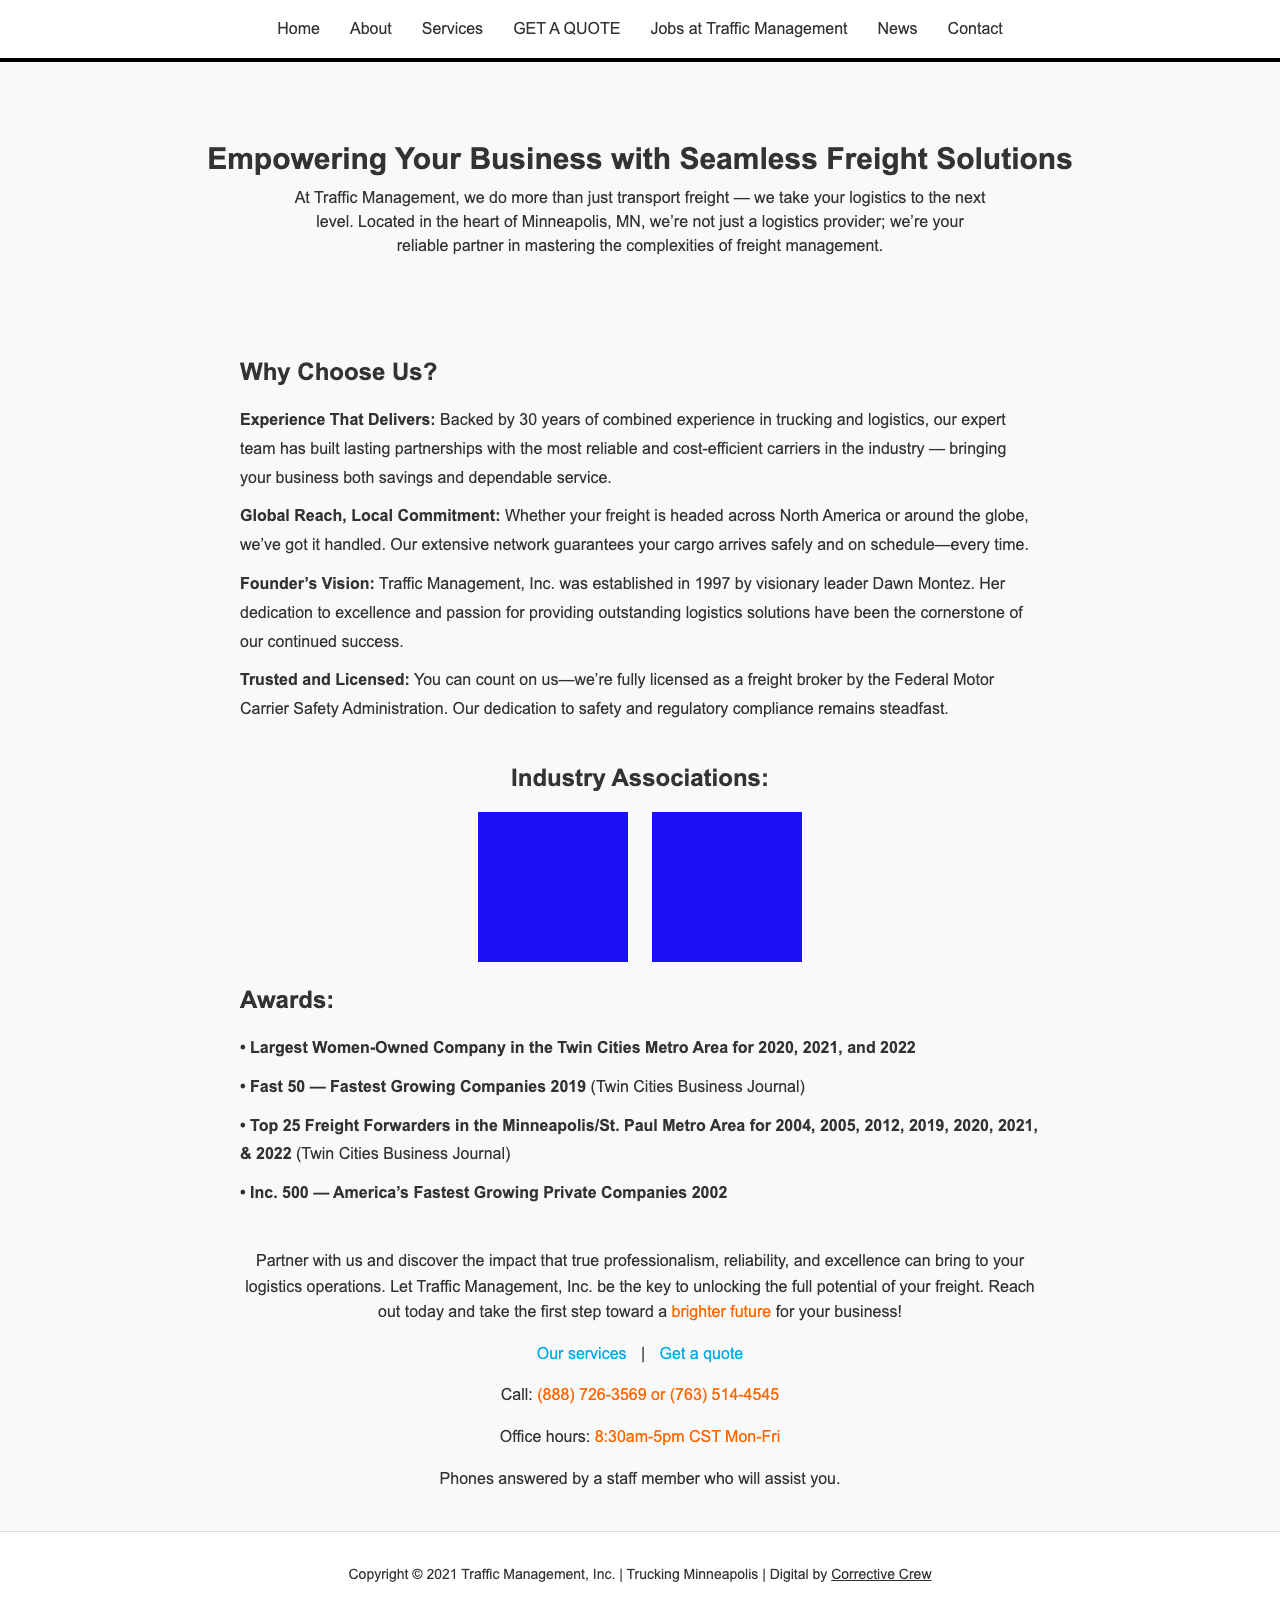 Home About Services GET A QUOTE Jobs at Traffic Management News Contact
Empowering Your Business with Seamless Freight Solutions
At Traffic Management, we do more than just transport freight — we take your logistics to the next
level. Located in the heart of Minneapolis, MN, we’re not just a logistics provider; we’re your
reliable partner in mastering the complexities of freight management.
Why Choose Us?
Experience That Delivers: Backed by 30 years of combined experience in trucking and logistics, our expert
team has built lasting partnerships with the most reliable and cost-efficient carriers in the industry — bringing
your business both savings and dependable service.
Global Reach, Local Commitment: Whether your freight is headed across North America or around the globe,
we’ve got it handled. Our extensive network guarantees your cargo arrives safely and on schedule—every time.
Founder’s Vision: Traffic Management, Inc. was established in 1997 by visionary leader Dawn Montez. Her
dedication to excellence and passion for providing outstanding logistics solutions have been the cornerstone of
our continued success.
Trusted and Licensed: You can count on us—we’re fully licensed as a freight broker by the Federal Motor
Carrier Safety Administration. Our dedication to safety and regulatory compliance remains steadfast.
Industry Associations:
Awards:
• Largest Women-Owned Company in the Twin Cities Metro Area for 2020, 2021, and 2022
• Fast 50 — Fastest Growing Companies 2019 (Twin Cities Business Journal)
• Top 25 Freight Forwarders in the Minneapolis/St. Paul Metro Area for 2004, 2005, 2012, 2019, 2020, 2021,
& 2022 (Twin Cities Business Journal)
• Inc. 500 — America’s Fastest Growing Private Companies 2002
Partner with us and discover the impact that true professionalism, reliability, and excellence can bring to your
logistics operations. Let Traffic Management, Inc. be the key to unlocking the full potential of your freight. Reach
out today and take the first step toward a brighter future for your business!
Our services | Get a quote
Call: (888) 726-3569 or (763) 514-4545
Office hours: 8:30am-5pm CST Mon-Fri
Phones answered by a staff member who will assist you.
Copyright © 2021 Traffic Management, Inc. | Trucking Minneapolis | Digital by Corrective Crew